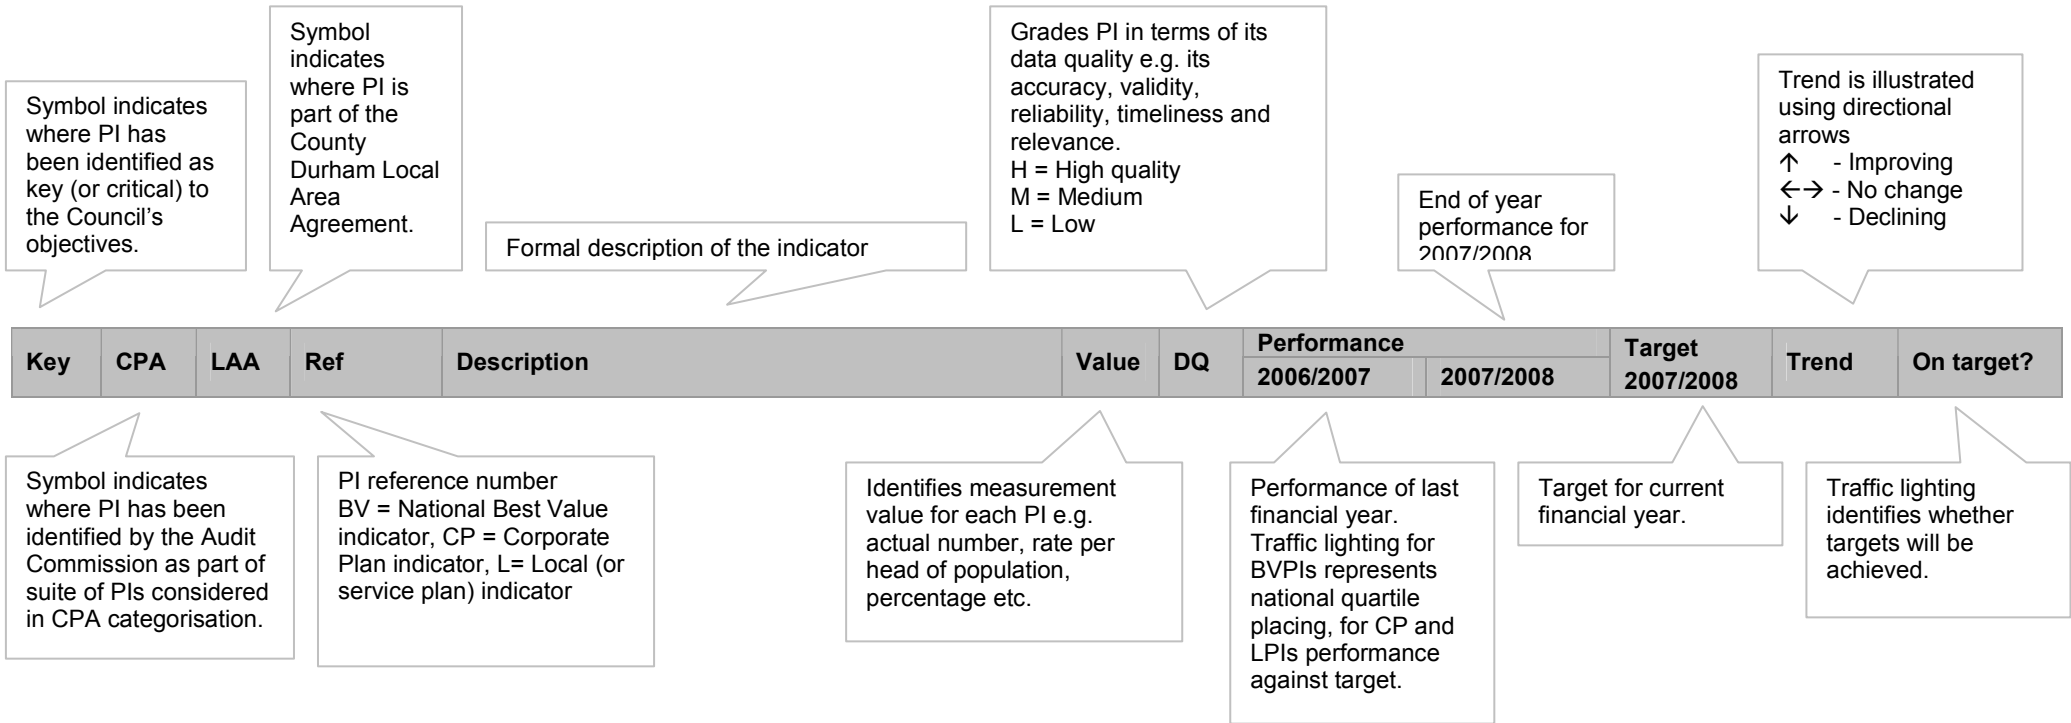 Symbol indicates
where PI has
been identified as
key (or critical) to
the Council's
objectives.
Symbol
indicates
where PI is
part of the
County
Durham Local
Area
Agreement.
Formal description of the indicator
Grades PI in terms of its
data quality e.g. its
accuracy, validity,
reliability, timeliness and
relevance.
H = High quality
M = Medium
L = Low
End of year
performance for
2007/2008
Trend is illustrated
using directional
arrows
↑ - Improving
←→ - No change
↓ - Declining
Key CPA LAA Ref Description Value DQ Performance 2006/2007 2007/2008 Target 2007/2008 Trend On target?
Symbol indicates
where PI has been
identified by the Audit
Commission as part of
suite of PIs considered
in CPA categorisation.
PI reference number
BV = National Best Value
indicator, CP = Corporate
Plan indicator, L= Local (or
service plan) indicator
Identifies measurement
value for each PI e.g.
actual number, rate per
head of population,
percentage etc.
Performance of last
financial year.
Traffic lighting for
BVPIs represents
national quartile
placing, for CP and
LPIs performance
against target.
Target for current
financial year.
Traffic lighting
identifies whether
targets will be
achieved.